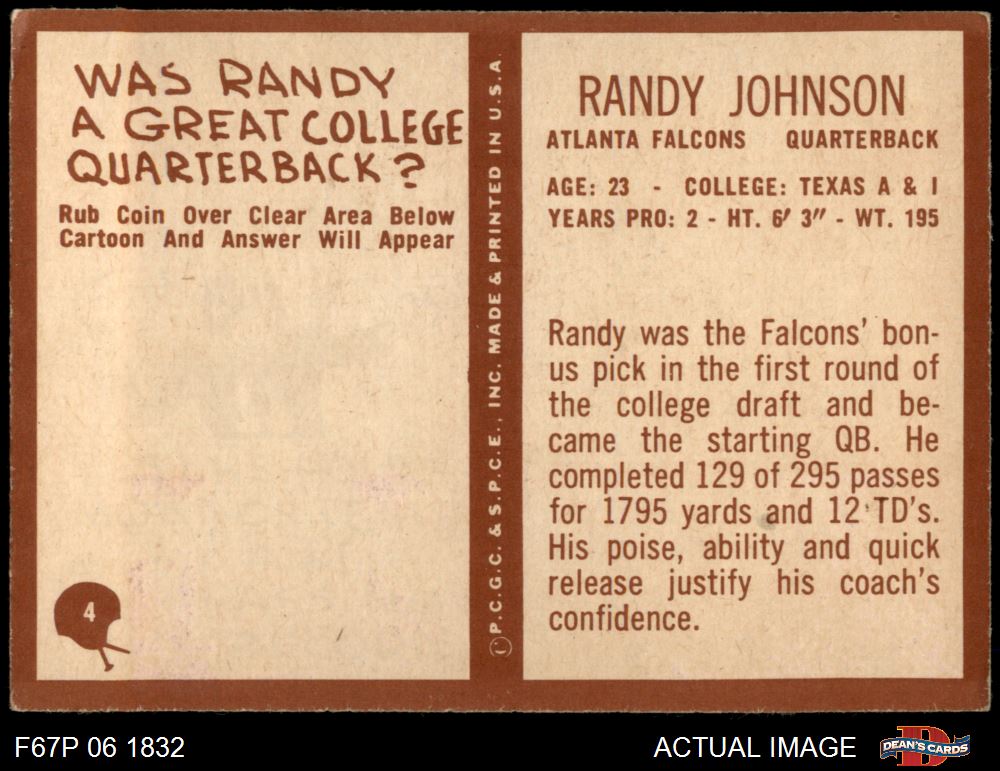 WAS RANDY
A GREAT COLLEGE
QUARTERBACK?
Rub Coin Over Clear Area Below
Cartoon And Answer Will Appear
4
© P.C.G.C. & S.P.C.E., INC. MADE & PRINTED IN U.S.A.
RANDY JOHNSON
ATLANTA FALCONS QUARTERBACK
AGE: 23 - COLLEGE: TEXAS A & I
YEARS PRO: 2 - HT. 6' 3" - WT. 195
Randy was the Falcons' bon-
us pick in the first round of
the college draft and be-
came the starting QB. He
completed 129 of 295 passes
for 1795 yards and 12 TD's.
His poise, ability and quick
release justify his coach's
confidence.
F67P 06 1832
ACTUAL IMAGE
DEAN'S CARDS